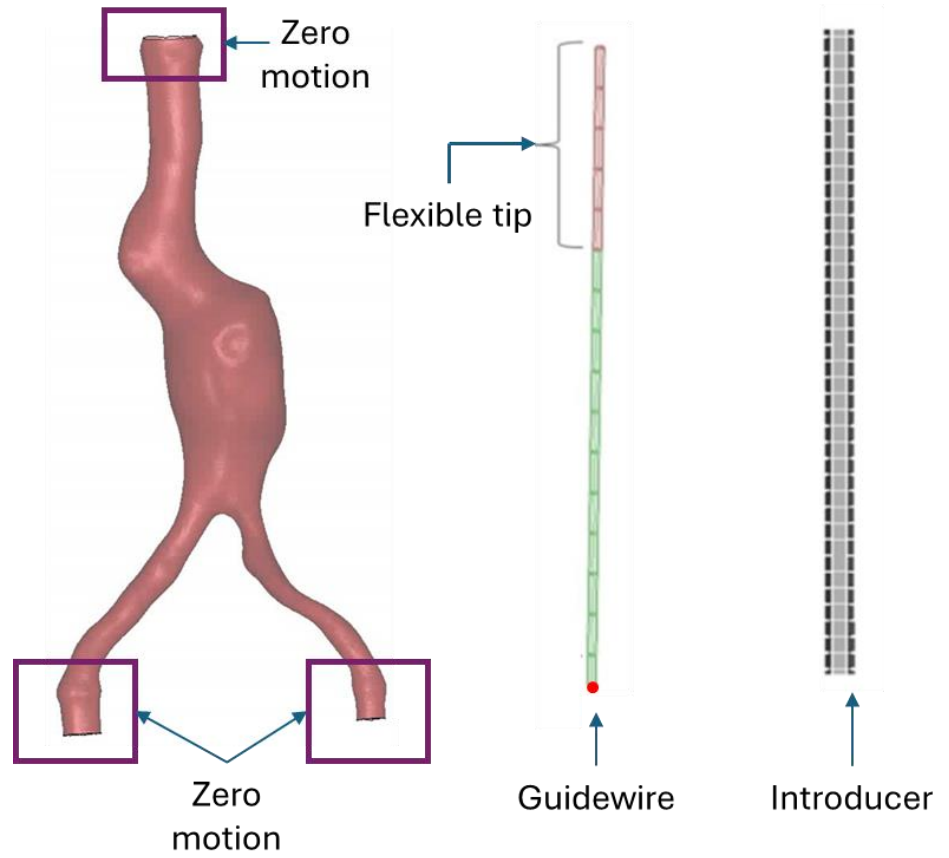 Zero
motion
Flexible tip
Zero
motion
Guidewire
Introducer